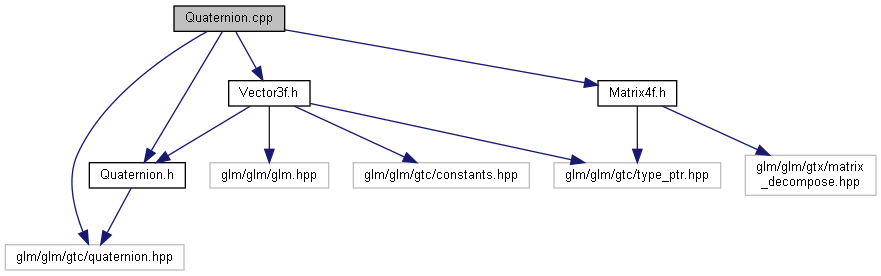 Quaternion.cpp
Vector3f.h
Matrix4f.h
Quaternion.h
glm/glm/glm.hpp
glm/glm/gtc/constants.hpp
glm/glm/gtc/type_ptr.hpp
glm/glm/gtx/matrix
_decompose.hpp
glm/glm/gtc/quaternion.hpp